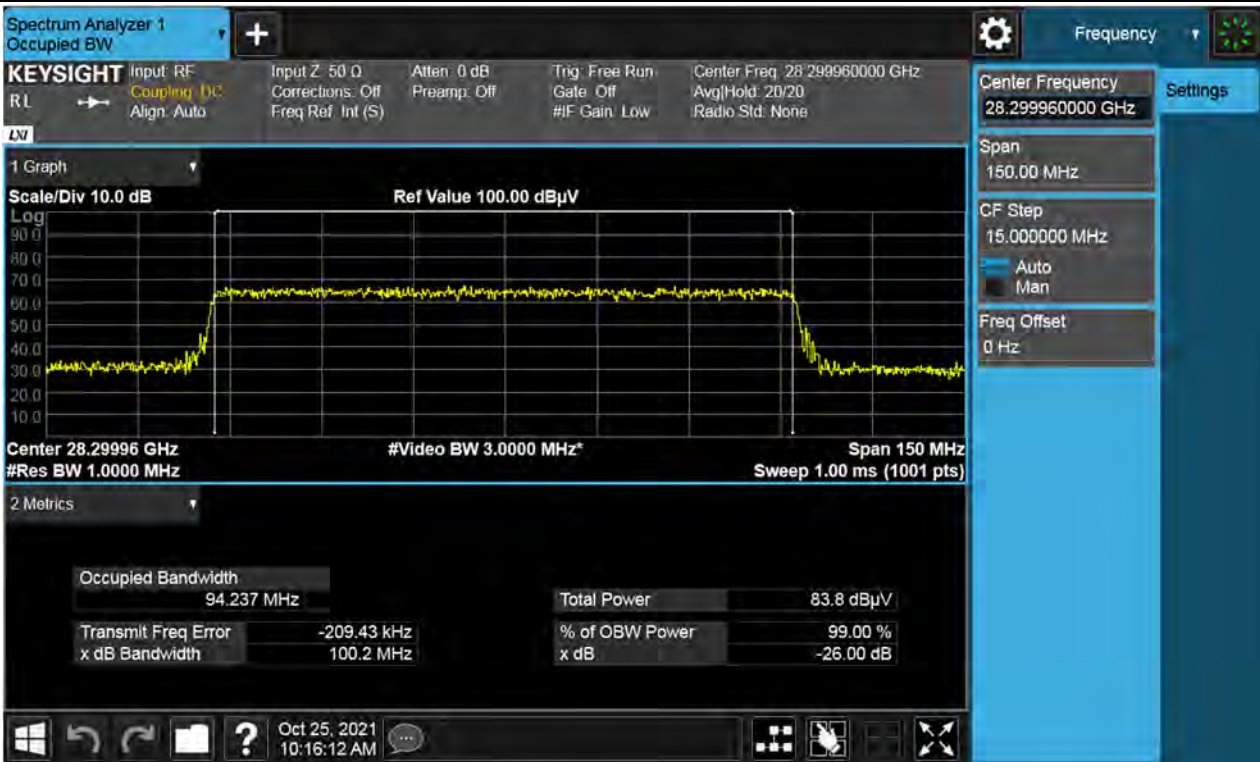 Spectrum Analyzer 1
Occupied BW
+
Frequency
KEYSIGHT
RL
LXI
Input: RF
Coupling: DC
Align: Auto
Input Z: 50 Ω
Corrections: Off
Freq Ref: Int (S)
Atten: 0 dB
Preamp: Off
Trig: Free Run
Gate: Off
#IF Gain: Low
Center Freq: 28.299960000 GHz
Avg|Hold: 20/20
Radio Std: None
Center Frequency
28.299960000 GHz
Settings
Span
150.00 MHz
CF Step
15.000000 MHz
Auto
Man
Freq Offset
0 Hz
1 Graph
Scale/Div 10.0 dB
Ref Value 100.00 dBµV
Log
90.0
80.0
70.0
60.0
50.0
40.0
30.0
20.0
10.0
Center 28.29996 GHz
#Video BW 3.0000 MHz*
Span 150 MHz
#Res BW 1.0000 MHz
Sweep 1.00 ms (1001 pts)
2 Metrics
Occupied Bandwidth
94.237 MHz
Total Power 83.8 dBµV
Transmit Freq Error -209.43 kHz
% of OBW Power 99.00 %
x dB Bandwidth 100.2 MHz
x dB -26.00 dB
?
Oct 25, 2021
10:16:12 AM